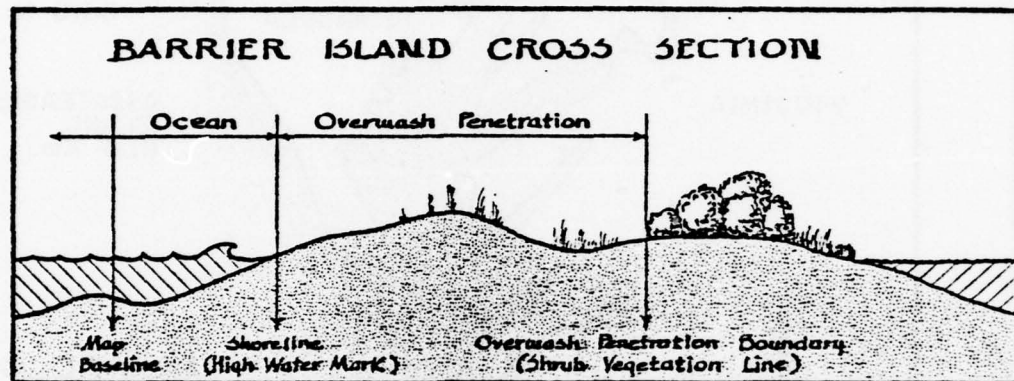 BARRIER ISLAND CROSS SECTION
Ocean Overwash Penetration
Map Baseline
Shoreline (High Water Mark)
Overwash Penetration Boundary (Shrub Vegetation Line)